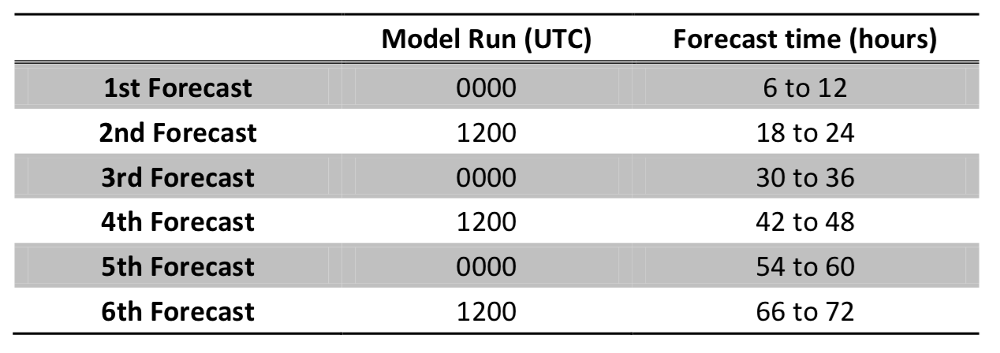 Model Run (UTC) Forecast time (hours)
1st Forecast 0000 6 to 12
2nd Forecast 1200 18 to 24
3rd Forecast 0000 30 to 36
4th Forecast 1200 42 to 48
5th Forecast 0000 54 to 60
6th Forecast 1200 66 to 72